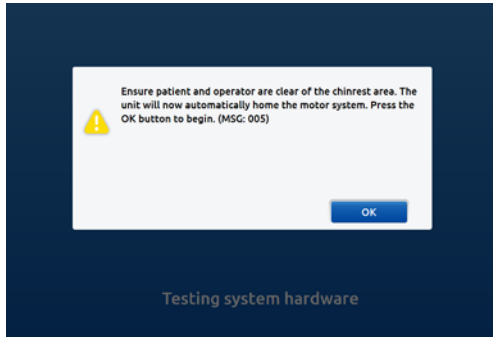 Ensure patient and operator are clear of the chinrest area. The
unit will now automatically home the motor system. Press the
OK button to begin. (MSG: 005)
OK
Testing system hardware